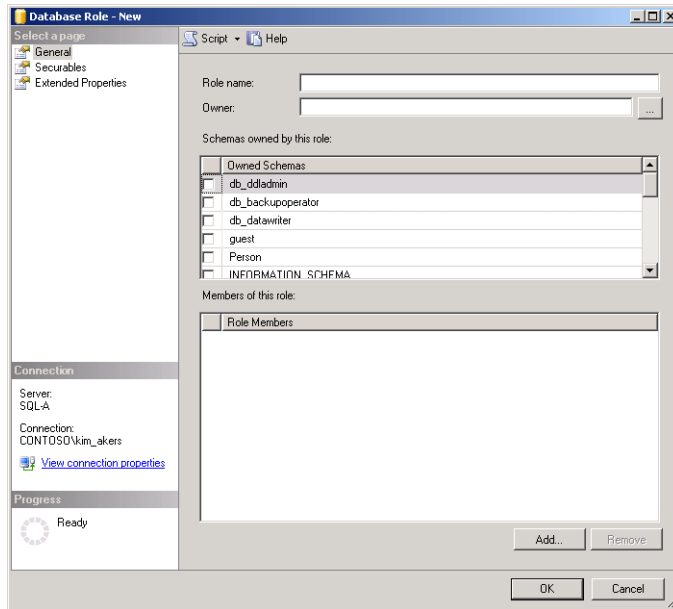 Database Role - New
Select a page
General
Securables
Extended Properties
Script
Help
Role name:
Owner:
...
Schemas owned by this role:
Owned Schemas
db_ddladmin
db_backupoperator
db_datawriter
guest
Person
INFORMATION_SCHEMA
Members of this role:
Role Members
Connection
Server:
SQL-A
Connection:
CONTOSO\kim_akers
View connection properties
Progress
Ready
Add...
Remove
OK
Cancel